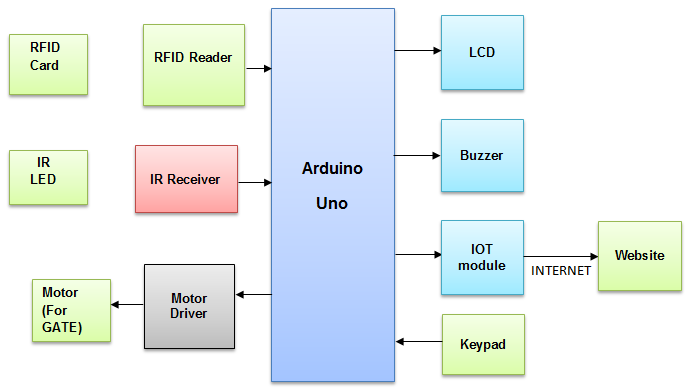 RFID
Card
RFID Reader
LCD
IR
LED
IR Receiver
Arduino
Uno
Buzzer
IOT
module
INTERNET
Website
Motor
(For
GATE)
Motor
Driver
Keypad